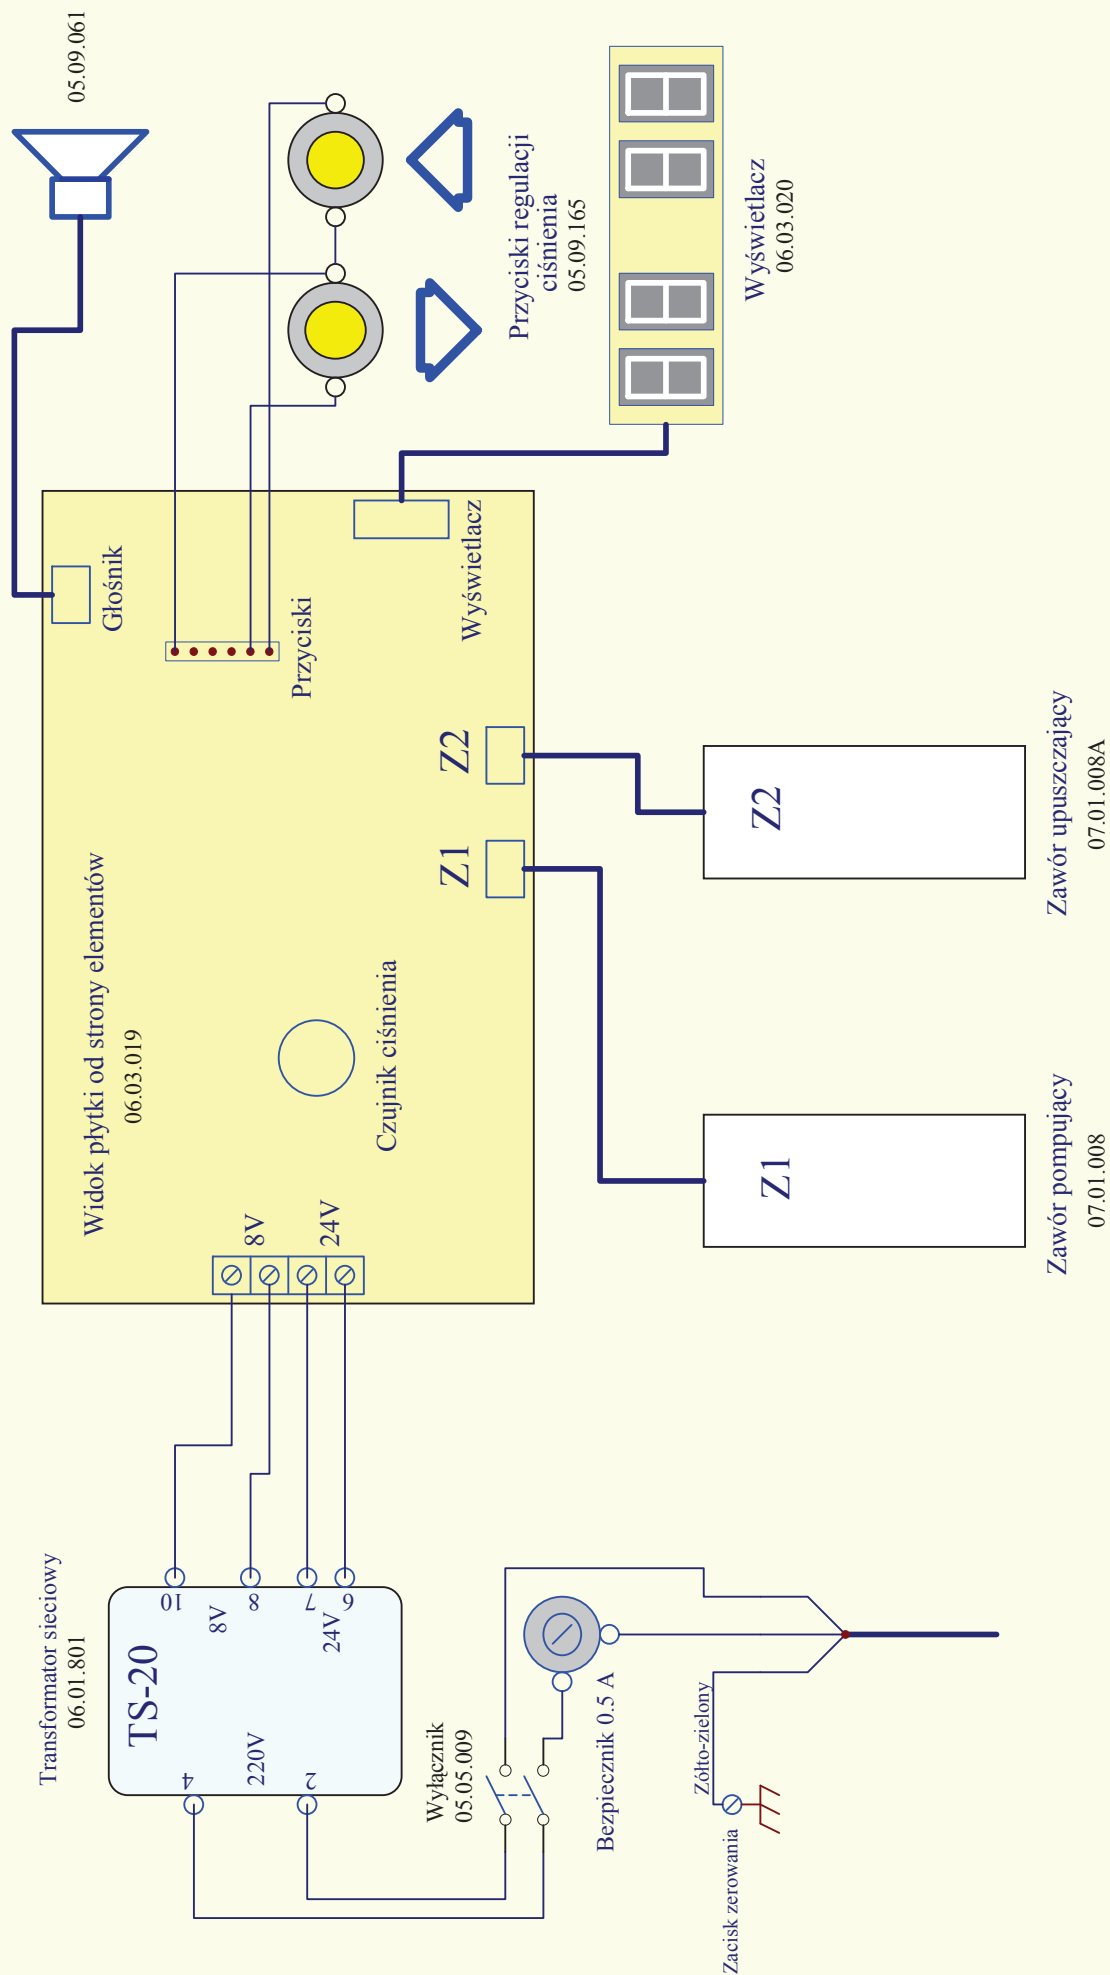 Transformator sieciowy
06.01.801
TS-20
4
220V
2
10
8V
8
7
24V
6
Wyłącznik
05.05.009
Bezpiecznik 0.5 A
Żółto-zielony
Zacisk zerowania
Widok płytki od strony elementów
06.03.019
8V
24V
Czujnik ciśnienia
Z1
Z2
Głośnik
Przyciski
Wyświetlacz
05.09.061
Przyciski regulacji
ciśnienia
05.09.165
Wyświetlacz
06.03.020
Z1
Zawór pompujący
07.01.008
Z2
Zawór upuszczający
07.01.008A